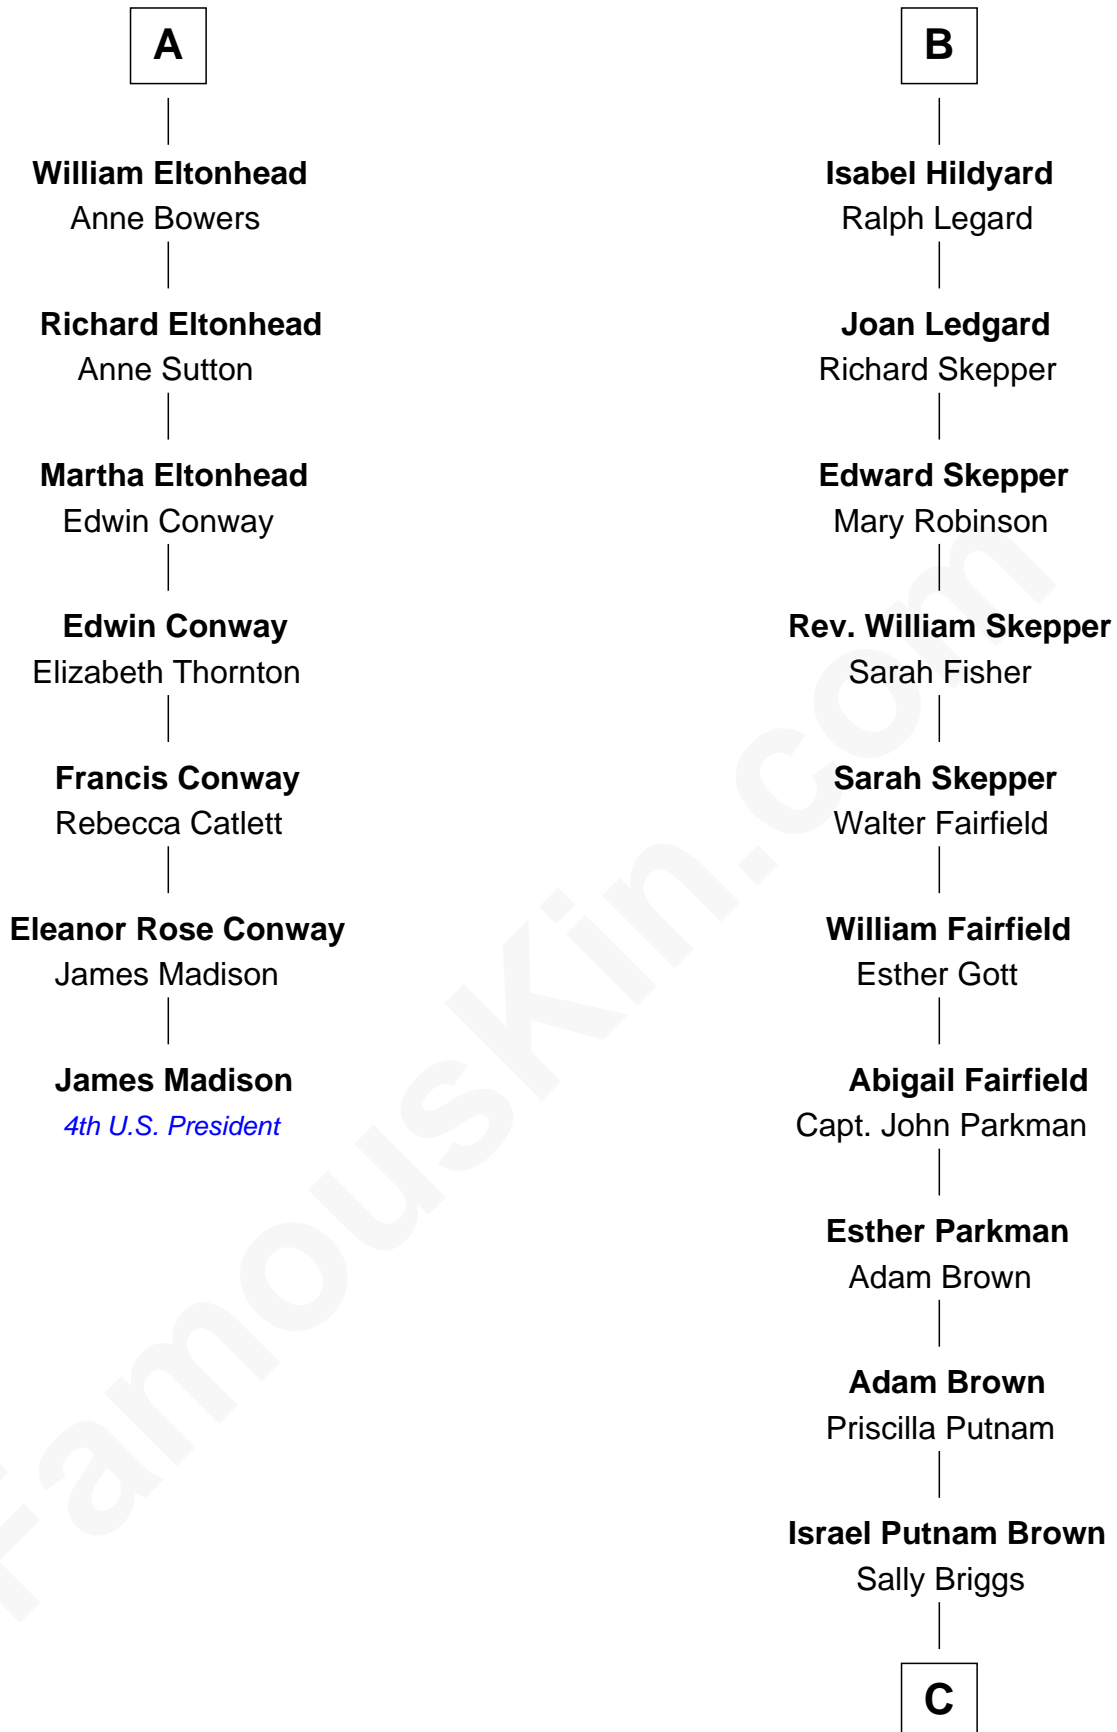 A
William Eltonhead
Anne Bowers
Richard Eltonhead
Anne Sutton
Martha Eltonhead
Edwin Conway
Edwin Conway
Elizabeth Thornton
Francis Conway
Rebecca Catlett
Eleanor Rose Conway
James Madison
James Madison
4th U.S. President
B
Isabel Hildyard
Ralph Legard
Joan Ledgard
Richard Skepper
Edward Skepper
Mary Robinson
Rev. William Skepper
Sarah Fisher
Sarah Skepper
Walter Fairfield
William Fairfield
Esther Gott
Abigail Fairfield
Capt. John Parkman
Esther Parkman
Adam Brown
Adam Brown
Priscilla Putnam
Israel Putnam Brown
Sally Briggs
C
FamousKin.com